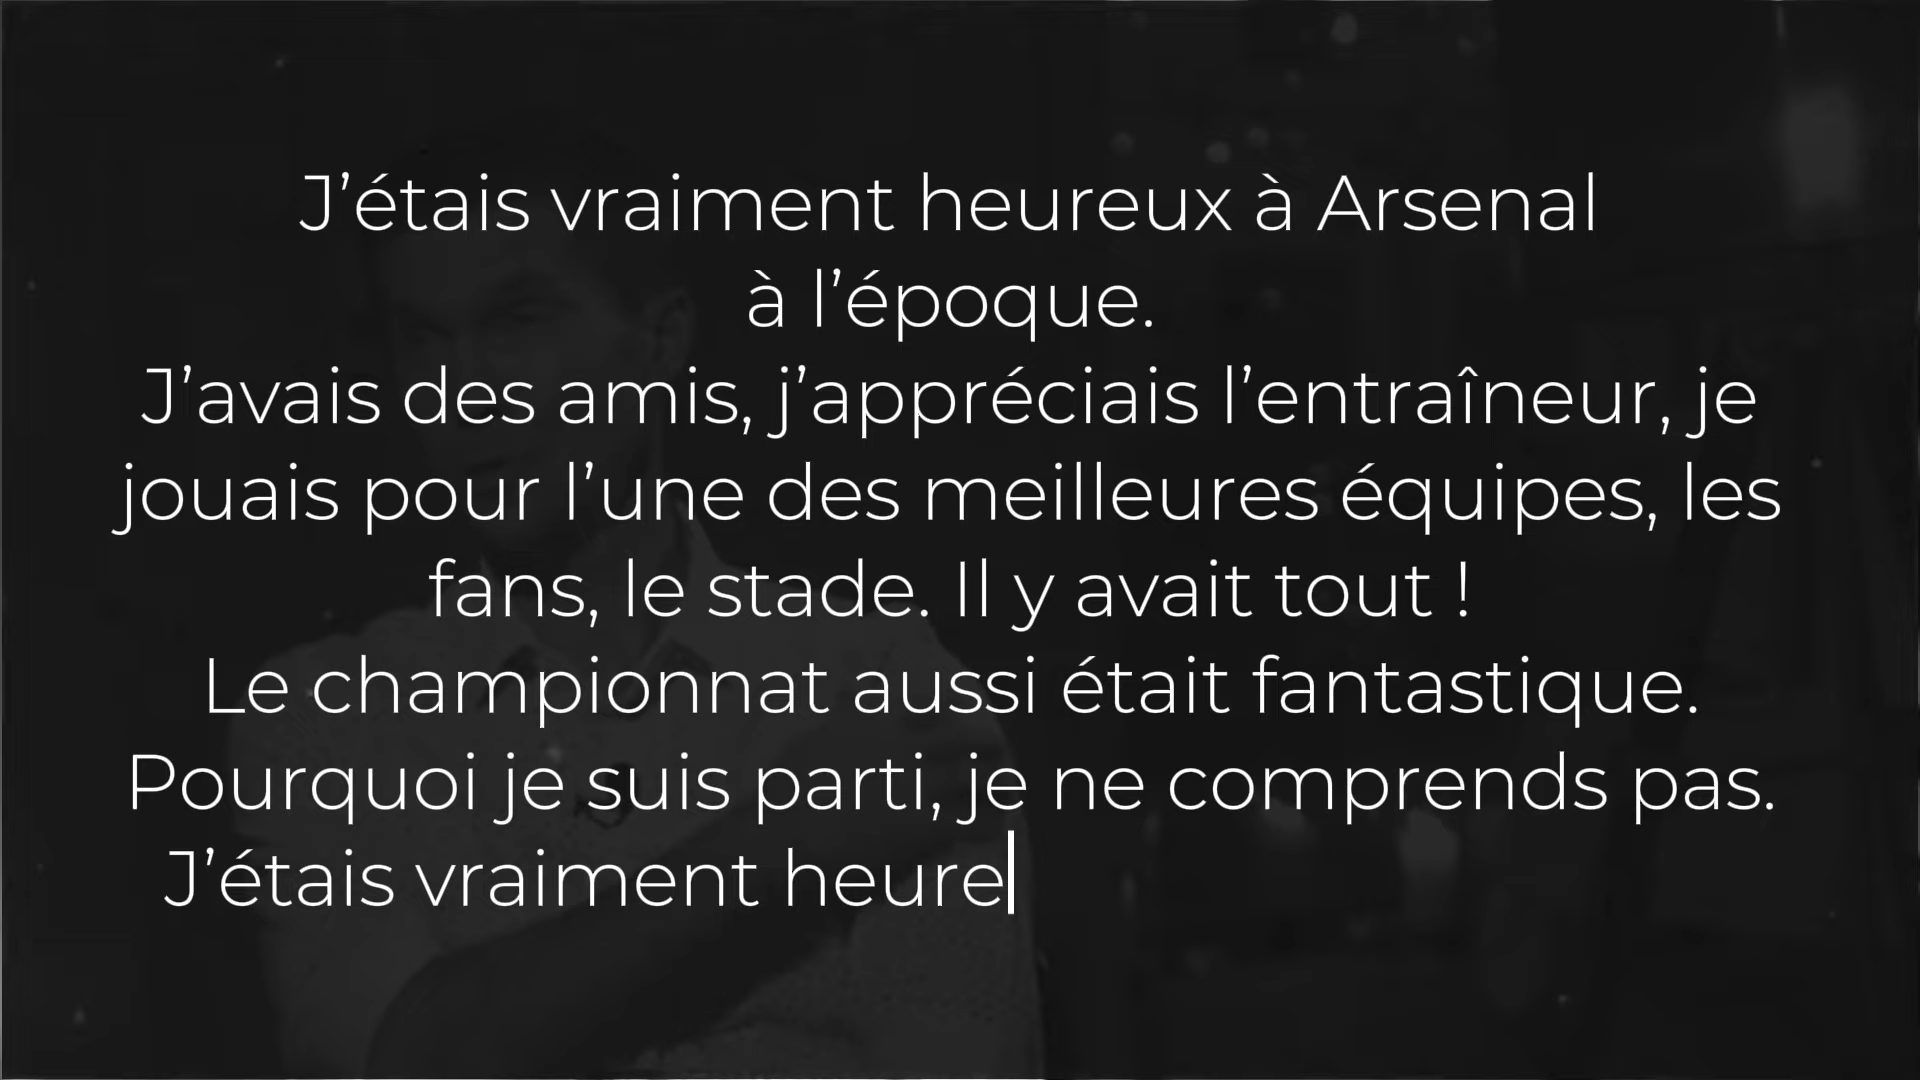 J’étais vraiment heureux à Arsenal
à l’époque.
J’avais des amis, j’appréciais l’entraîneur, je
jouais pour l’une des meilleures équipes, les
fans, le stade. Il y avait tout !
Le championnat aussi était fantastique.
Pourquoi je suis parti, je ne comprends pas.
J’étais vraiment heure